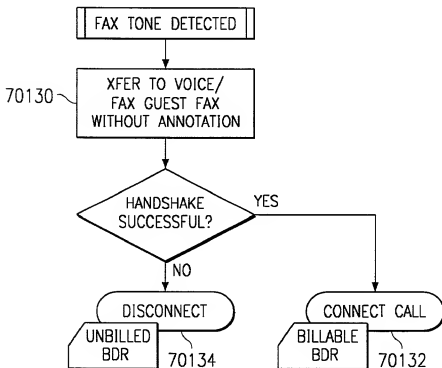 FAX TONE DETECTED
70130
XFER TO VOICE/
FAX GUEST FAX
WITHOUT ANNOTATION
HANDSHAKE
SUCCESSFUL?
YES
NO
DISCONNECT
UNBILLED
BDR
70134
CONNECT CALL
BILLABLE
BDR
70132